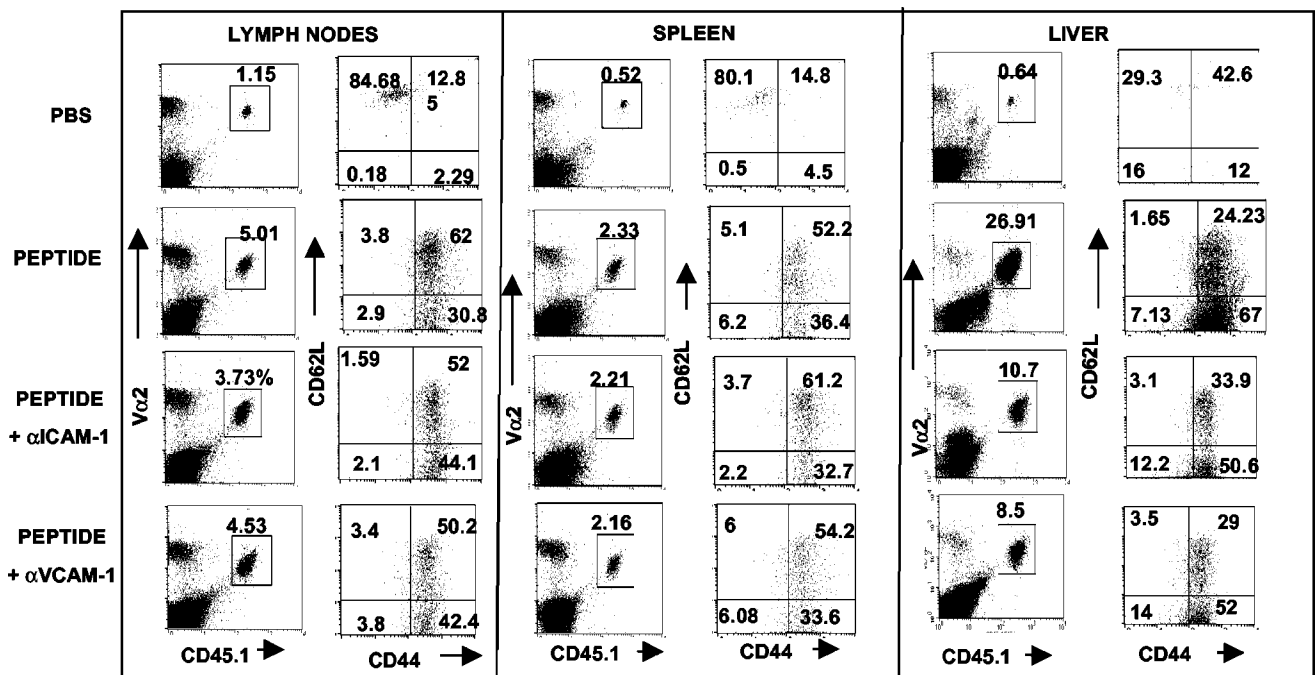 LYMPH NODES
SPLEEN
LIVER
PBS
1.15
84.68
12.8
5
0.18
2.29
0.52
80.1
14.8
0.5
4.5
0.64
29.3
42.6
16
12
PEPTIDE
5.01
3.8
62
2.9
30.8
2.33
5.1
52.2
6.2
36.4
26.91
1.65
24.23
7.13
67
Vα2
CD62L
Vα2
CD62L
Vα2
CD62L
PEPTIDE
+ αICAM-1
3.73%
1.59
52
2.1
44.1
2.21
3.7
61.2
2.2
32.7
10.7
3.1
33.9
12.2
50.6
PEPTIDE
+ αVCAM-1
4.53
3.4
50.2
3.8
42.4
2.16
6
54.2
6.08
33.6
8.5
3.5
29
14
52
CD45.1
CD44
CD45.1
CD44
CD45.1
CD44